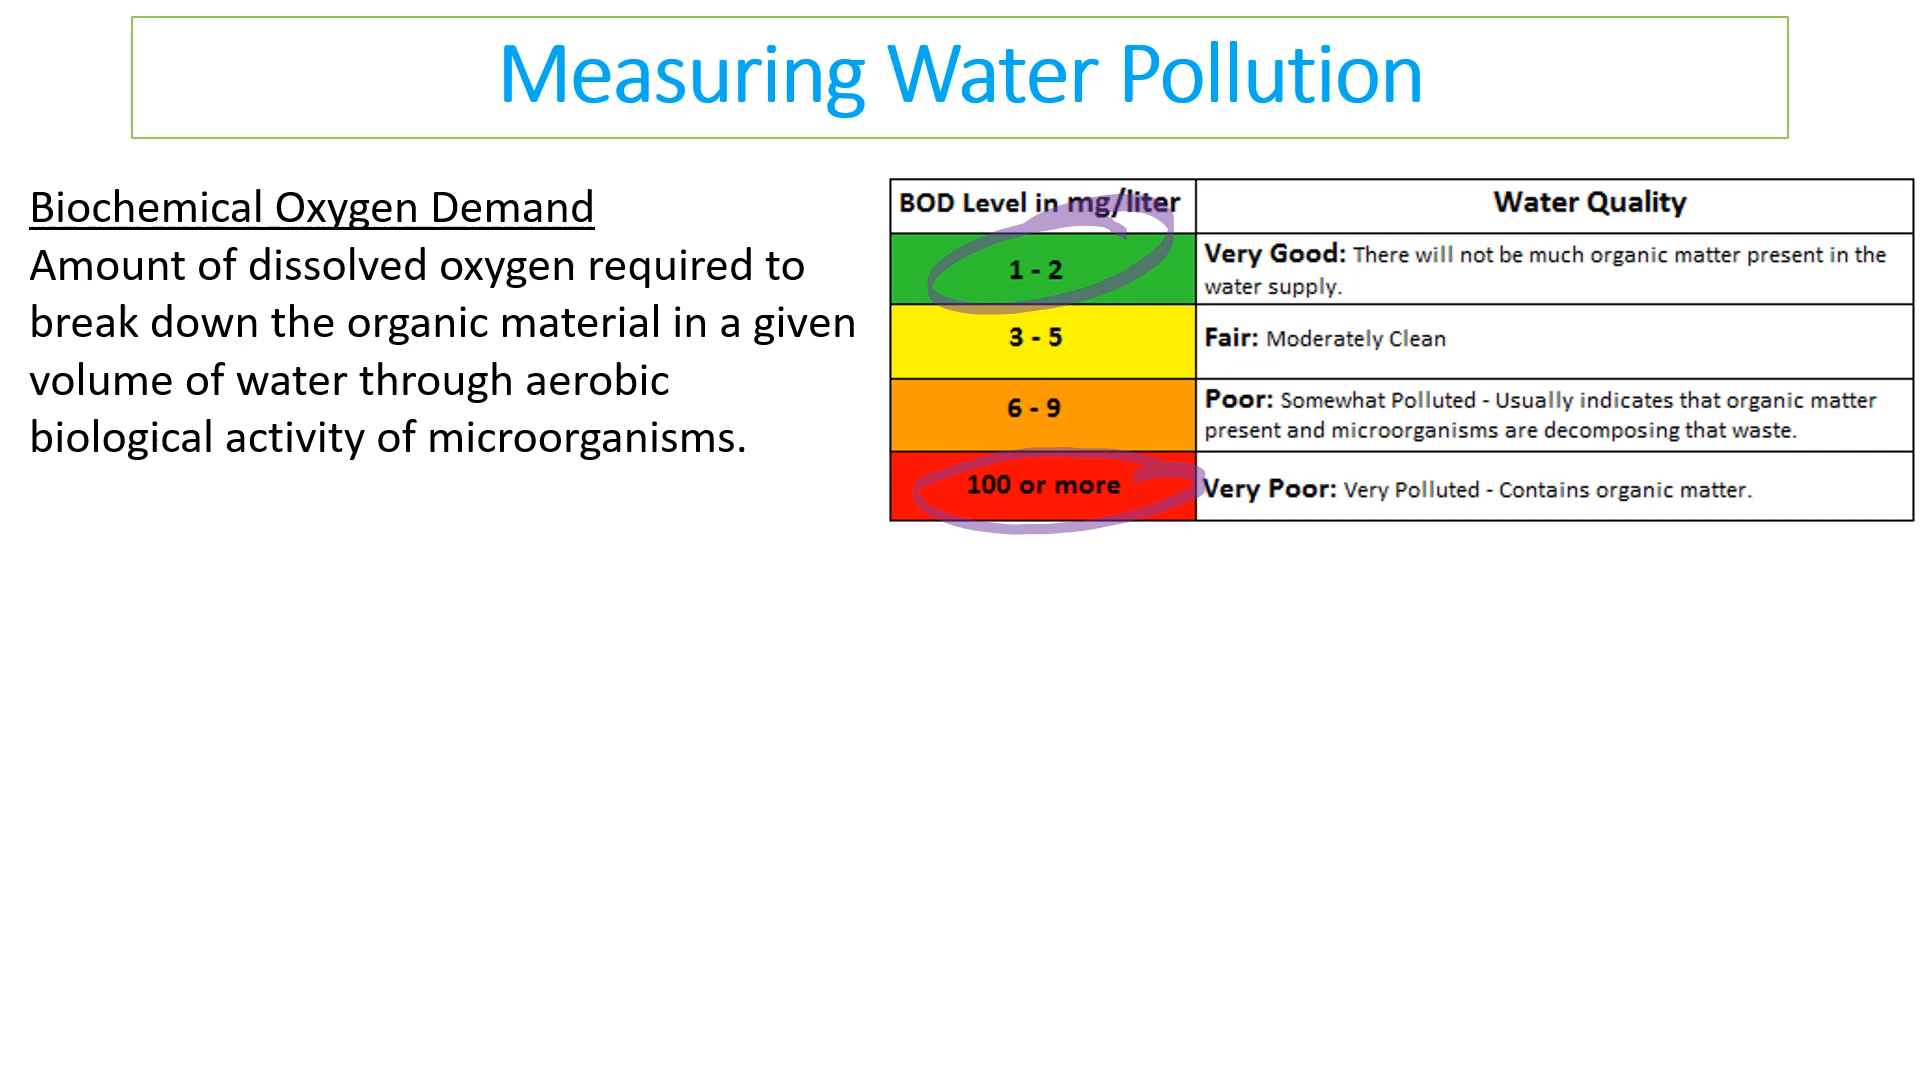 Measuring Water Pollution
Biochemical Oxygen Demand
Amount of dissolved oxygen required to
break down the organic material in a given
volume of water through aerobic
biological activity of microorganisms.
BOD Level in mg/liter
Water Quality
1 - 2
Very Good: There will not be much organic matter present in the
water supply.
3 - 5
Fair: Moderately Clean
6 - 9
Poor: Somewhat Polluted - Usually indicates that organic matter
present and microorganisms are decomposing that waste.
100 or more
Very Poor: Very Polluted - Contains organic matter.